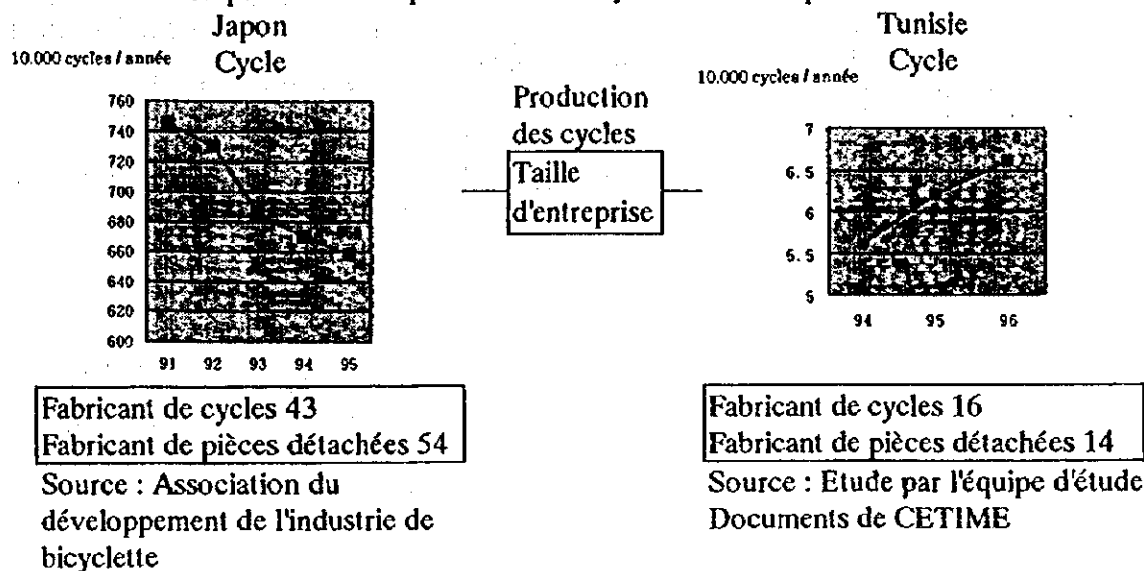 Japon
Cycle
10.000 cycles / année
760
740
720
700
680
660
640
620
600
91 92 93 94 95
Production
des cycles
Taille
d'entreprise
Tunisie
Cycle
10.000 cycles / année
7
6.5
6
5.5
5
94 95 96
Fabricant de cycles 43
Fabricant de pièces détachées 54
Source : Association du
développement de l'industrie de
bicyclette
Fabricant de cycles 16
Fabricant de pièces détachées 14
Source : Etude par l'équipe d'étude
Documents de CETIME